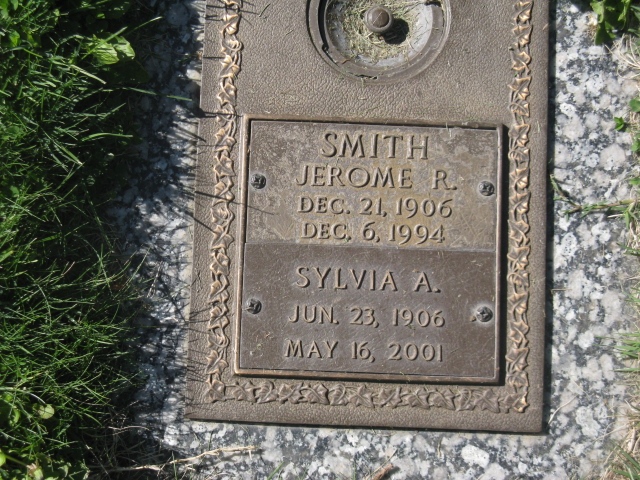 SMITH
JEROME R.
DEC. 21, 1906
DEC. 6, 1994
SYLVIA A.
JUN. 23, 1906
MAY 16, 2001